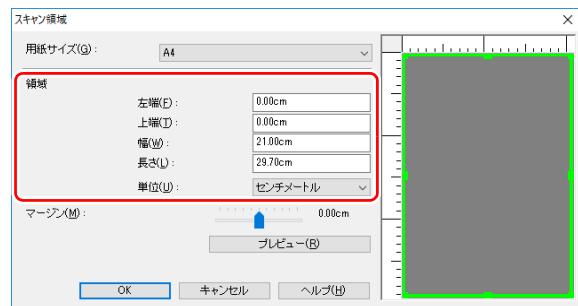 スキャン領域
用紙サイズ(G): A4
領域
左端(F): 0.00cm
上端(T): 0.00cm
幅(W): 21.00cm
長さ(L): 29.70cm
単位(U): センチメートル
マージン(M): 0.00cm
プレビュー(R)
OK キャンセル ヘルプ(H)